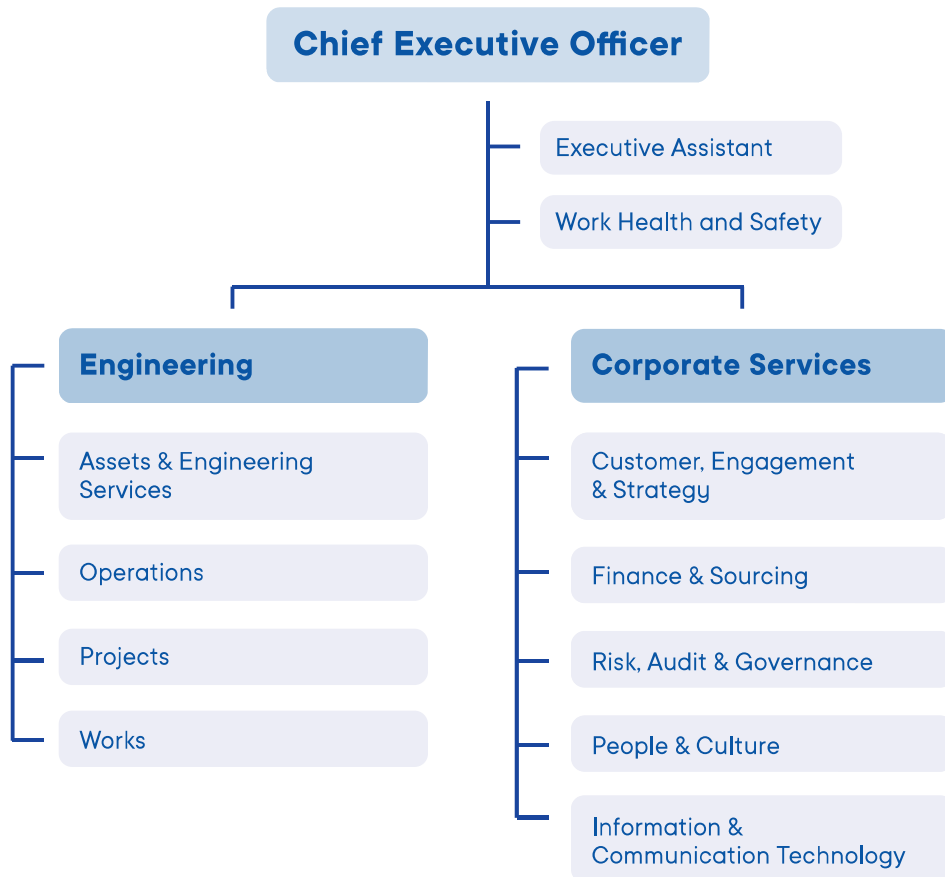 Chief Executive Officer
Executive Assistant
Work Health and Safety
Engineering
Assets & Engineering
Services
Operations
Projects
Works
Corporate Services
Customer, Engagement
& Strategy
Finance & Sourcing
Risk, Audit & Governance
People & Culture
Information &
Communication Technology